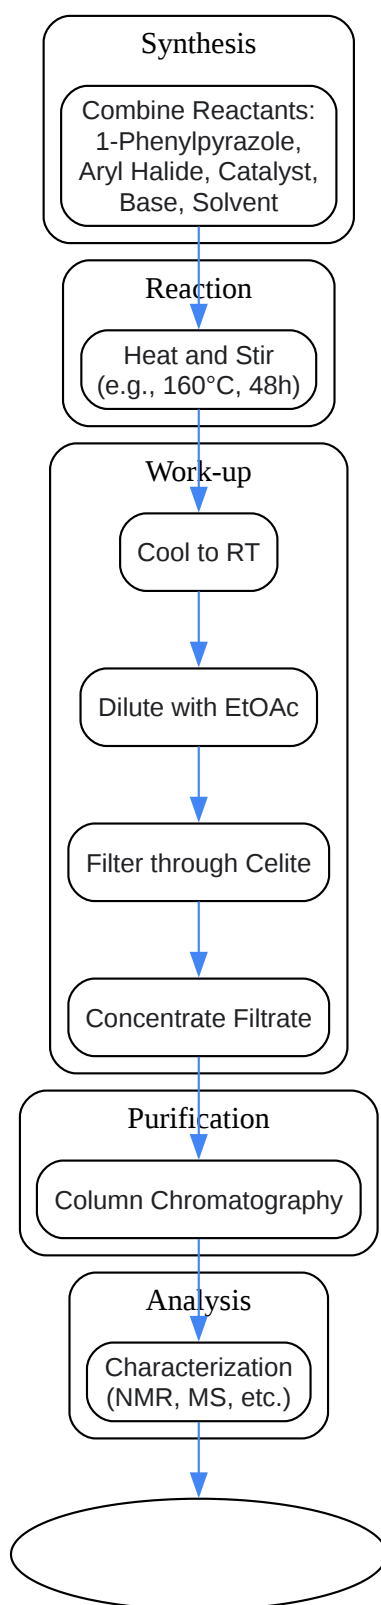 Synthesis
Combine Reactants:
1-Phenylpyrazole,
Aryl Halide, Catalyst,
Base, Solvent
Reaction
Heat and Stir
(e.g., 160°C, 48h)
Work-up
Cool to RT
Dilute with EtOAc
Filter through Celite
Concentrate Filtrate
Purification
Column Chromatography
Analysis
Characterization
(NMR, MS, etc.)